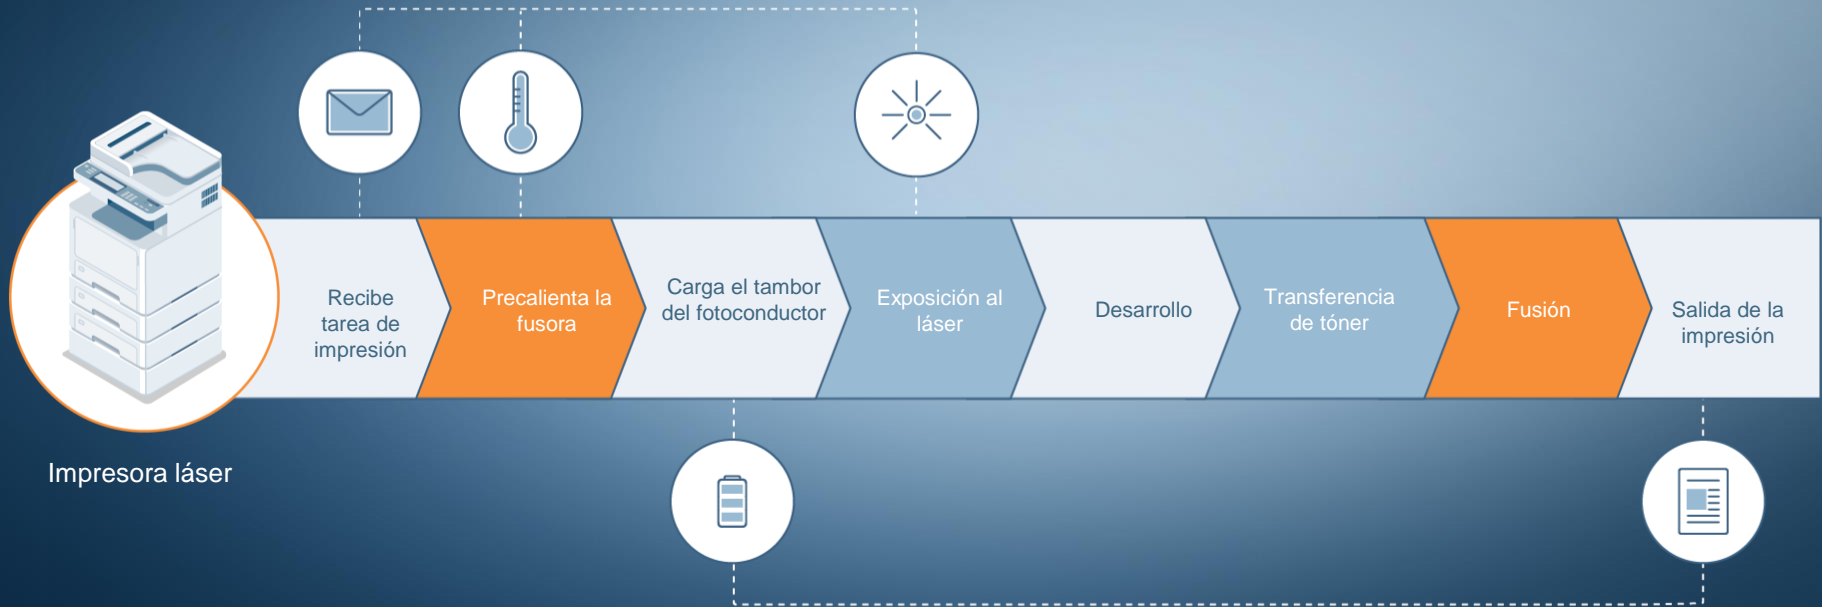 Recibe
tarea de
impresión
Precalienta la
fusora
Carga el tambor
del fotoconductor
Exposición al
láser
Desarrollo
Transferencia
de tóner
Fusión
Salida de la
impresión
Impresora láser